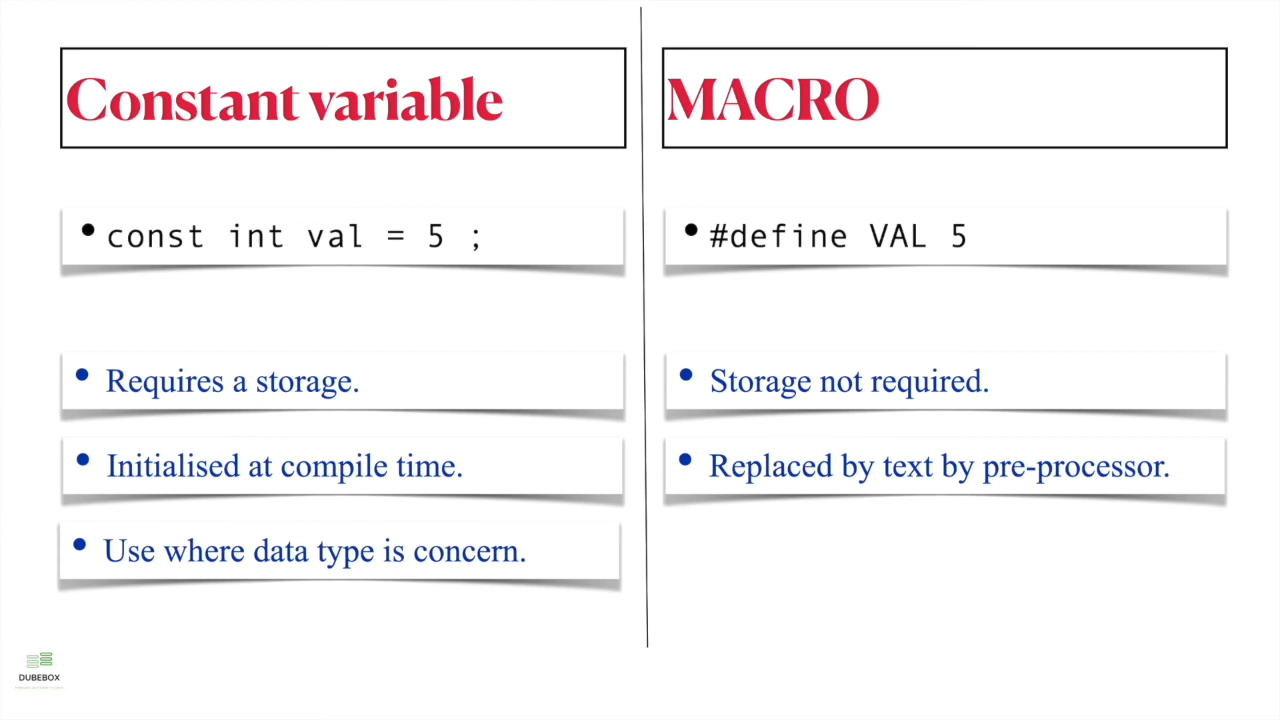 Constant variable
MACRO
• const int val = 5 ;
• #define VAL 5
• Requires a storage.
• Storage not required.
• Initialised at compile time.
• Replaced by text by pre-processor.
• Use where data type is concern.
DUBEBOX